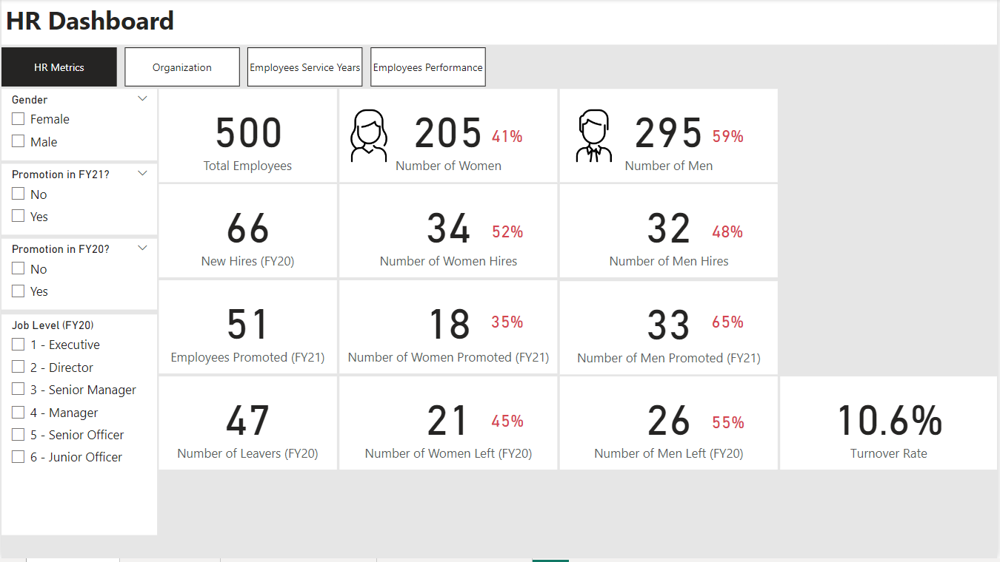 HR Dashboard
HR Metrics
Organization
Employees Service Years
Employees Performance
Gender
Female
Male
Promotion in FY21?
No
Yes
Promotion in FY20?
No
Yes
Job Level (FY20)
1 - Executive
2 - Director
3 - Senior Manager
4 - Manager
5 - Senior Officer
6 - Junior Officer
500
Total Employees
205 41%
Number of Women
295 59%
Number of Men
66
New Hires (FY20)
34 52%
Number of Women Hires
32 48%
Number of Men Hires
51
Employees Promoted (FY21)
18 35%
Number of Women Promoted (FY21)
33 65%
Number of Men Promoted (FY21)
47
Number of Leavers (FY20)
21 45%
Number of Women Left (FY20)
26 55%
Number of Men Left (FY20)
10.6%
Turnover Rate